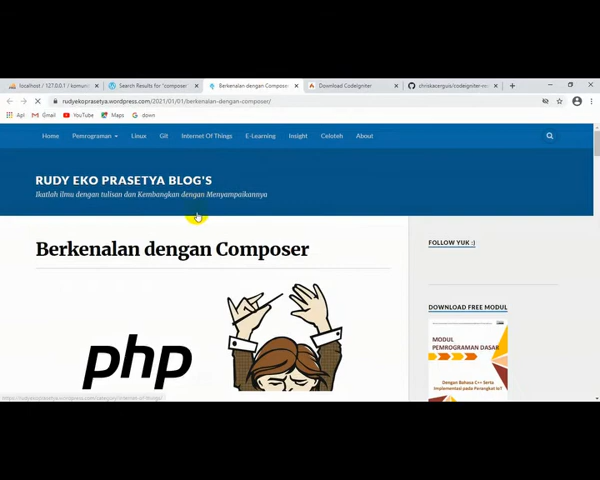 localhost / 127.0.0.1 / komuni
Search Results for "composer
Berkenalan dengan Composer
Download CodeIgniter
chriskacerguis/codeigniter-re
rudyekoprasetya.wordpress.com/2021/01/01/berkenalan-dengan-composer/
Apl
Gmail
YouTube
Maps
down
Home
Pemrograman
Linux
Git
Internet Of Things
E-Learning
Insight
Celoteh
About
RUDY EKO PRASETYA BLOG'S
Ikatlah ilmu dengan tulisan dan Kembangkan dengan Menyampaikannya
Berkenalan dengan Composer
FOLLOW YUK :)
DOWNLOAD FREE MODUL
php
MODUL
PEMROGRAMAN DASAR
Dengan Bahasa C++ Serta
Implementasi pada Perangkat IoT
https://rudyekoprasetya.wordpress.com/category/internet-of-things/